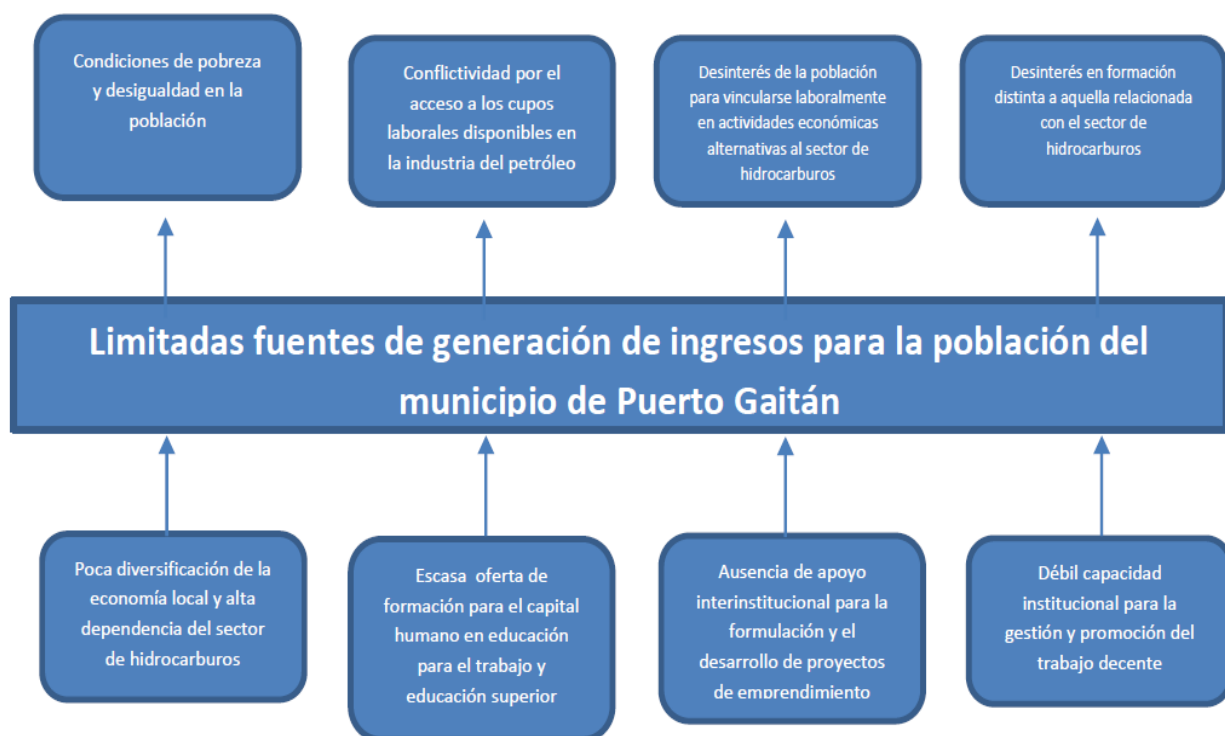 Condiciones de pobreza
y desigualdad en la
población
Conflictividad por el
acceso a los cupos
laborales disponibles en
la industria del petróleo
Desinterés de la población
para vincularse laboralmente
en actividades económicas
alternativas al sector de
hidrocarburos
Desinterés en formación
distinta a aquella relacionada
con el sector de
hidrocarburos
Limitadas fuentes de generación de ingresos para la población del
municipio de Puerto Gaitán
Poca diversificación de la
economía local y alta
dependencia del sector
de hidrocarburos
Escasa oferta de
formación para el capital
humano en educación
para el trabajo y
educación superior
Ausencia de apoyo
interinstitucional para la
formulación y el
desarrollo de proyectos
de emprendimiento
Débil capacidad
institucional para la
gestión y promoción del
trabajo decente